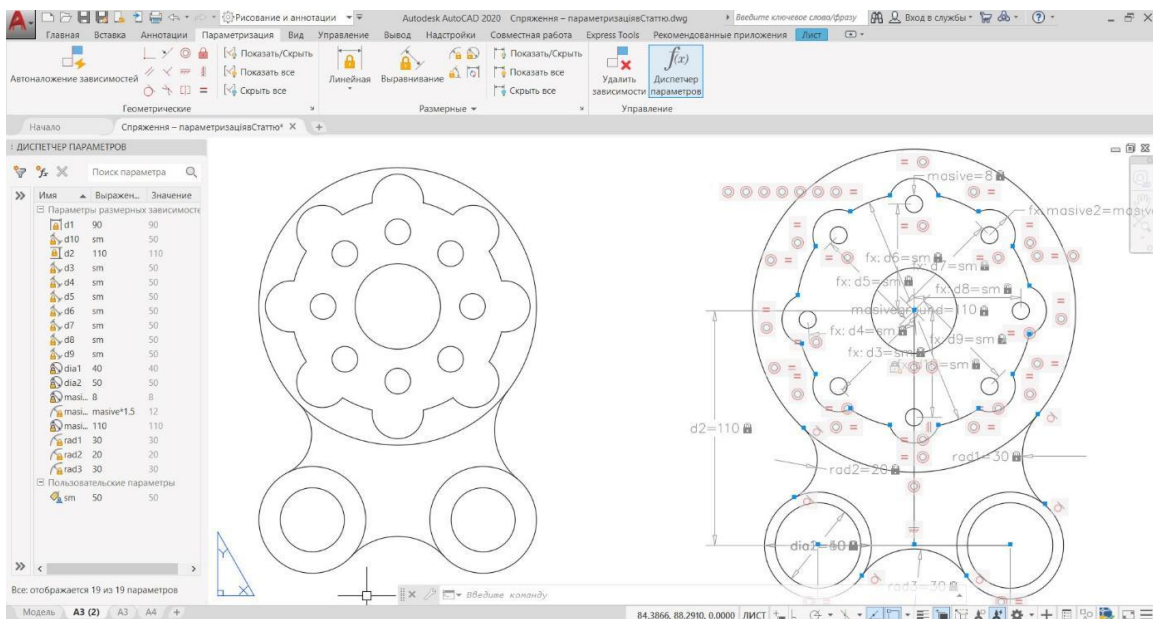 Рисование и аннотации
Autodesk AutoCAD 2020 Спряження – параметризаціявСтаттю.dwg
Введите ключевое слово/фразу
Вход в службы
Главная Вставка Аннотации Параметризация Вид Управление Вывод Надстройки Совместная работа Express Tools Рекомендованные приложения Лист
Автоналожение зависимостей
Показать/Скрыть
Показать все
Скрыть все
Геометрические
Линейная
Выравнивание
Показать/Скрыть
Показать все
Скрыть все
Размерные
Удалить зависимости
Диспетчер параметров
Управление
Начало Спряження – параметризаціявСтаттю*
ДИСПЕТЧЕР ПАРАМЕТРОВ
Поиск параметра
Имя Выражен... Значение
Параметры размерных зависимосте
d1 90 90
d10 sm 50
d2 110 110
d3 sm 50
d4 sm 50
d5 sm 50
d6 sm 50
d7 sm 50
d8 sm 50
d9 sm 50
dia1 40 40
dia2 50 50
masi... 8 8
masi... masive*1.5 12
masi... 110 110
rad1 30 30
rad2 20 20
rad3 30 30
Пользовательские параметры
sm 50 50
Все: отображается 19 из 19 параметров
masive=8
fx: masive2=masive
fx: d6=sm
fx: d7=sm
fx: d5=sm
fx: d8=sm
fx: d4=sm
fx: d9=sm
fx: d3=sm
d2=110
rad1=30
rad2=20
rad3=30
Y
X
Введите команду
Модель A3 (2) A3 A4 +
84.3866, 88.2910, 0.0000 ЛИСТ